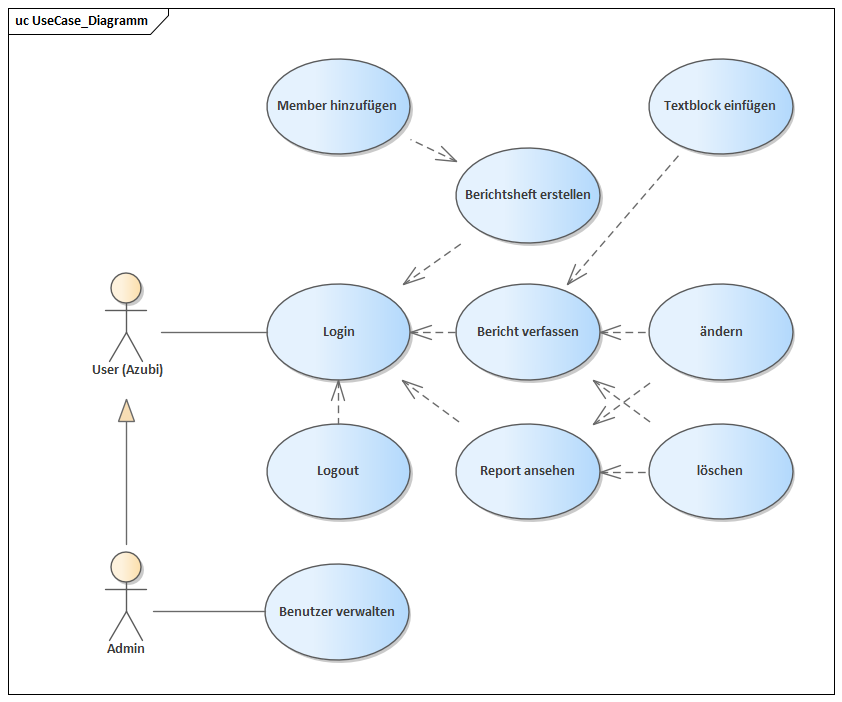 uc UseCase_Diagramm
Member hinzufügen
Textblock einfügen
Berichtsheft erstellen
Login
Bericht verfassen
ändern
User (Azubi)
Logout
Report ansehen
löschen
Benutzer verwalten
Admin